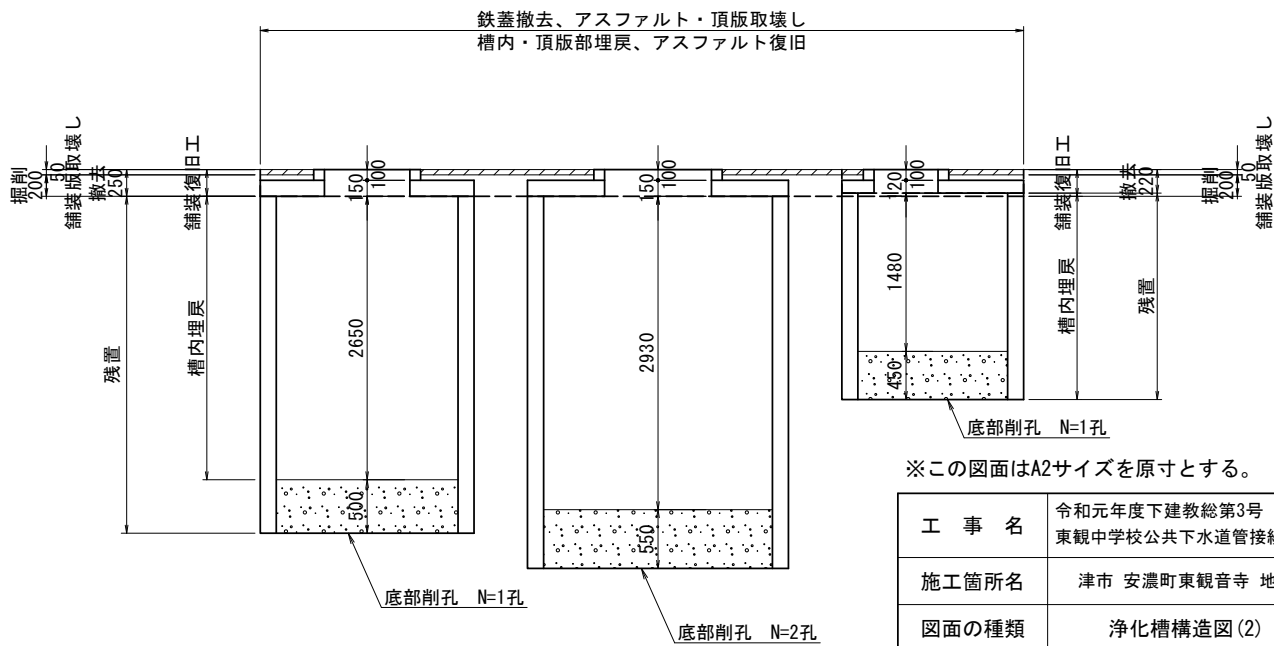 鉄蓋撤去、アスファルト・頂版取壊し
槽内・頂版部埋戻、アスファルト復旧
掘削
200
50
舗装版取壊し
撤去
250
舗装復旧工
150
100
150
100
120
100
舗装復旧工
撤去
220
掘削
200
50
舗装版取壊し
残置
槽内埋戻
2650
500
2930
550
1480
450
槽内埋戻
残置
底部削孔 N=1孔
底部削孔 N=2孔
底部削孔 N=1孔
※この図面はA2サイズを原寸とする。
工 事 名
令和元年度下建教総第3号
東観中学校公共下水道管接
施工箇所名
津市 安濃町東観音寺 地
図面の種類
浄化槽構造図(2)